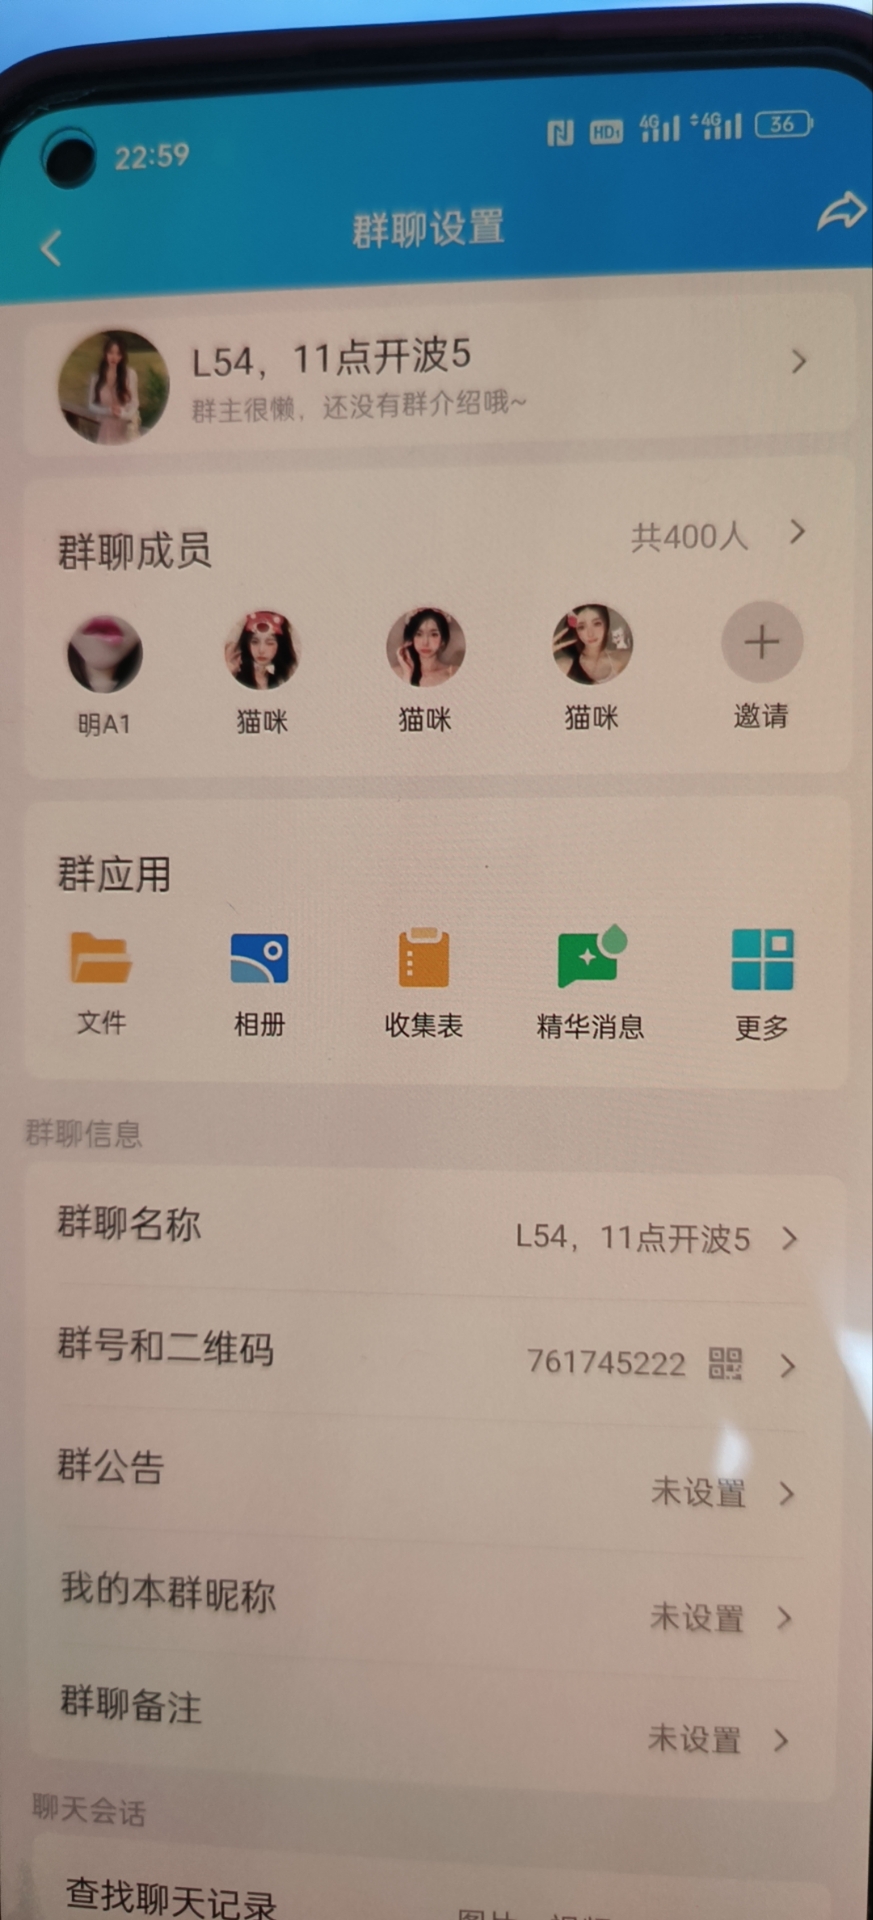 22:59
HD1 4G 4G 36
群聊设置
L54，11点开波5
群主很懒，还没有群介绍哦~
群聊成员 共400人
明A1 猫咪 猫咪 猫咪 邀请
群应用
文件 相册 收集表 精华消息 更多
群聊信息
群聊名称 L54，11点开波5
群号和二维码 761745222
群公告 未设置
我的本群昵称 未设置
群聊备注 未设置
聊天会话
查找聊天记录